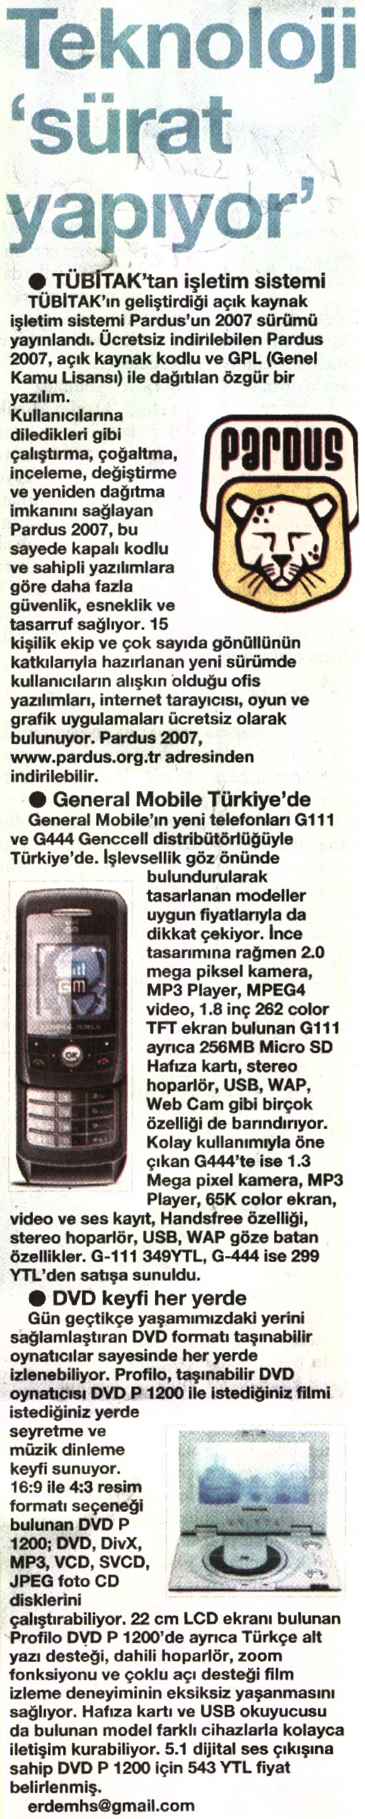 Teknoloji
‘sürat
yapıyor’
● TÜBİTAK'tan işletim sistemi
TÜBİTAK'ın geliştirdiği açık kaynak
işletim sistemi Pardus'un 2007 sürümü
yayınlandı. Ücretsiz indirilebilen Pardus
2007, açık kaynak kodlu ve GPL (Genel
Kamu Lisansı) ile dağıtılan özgür bir
yazılım.
Kullanıcılarına
diledikleri gibi
çalıştırma, çoğaltma,
inceleme, değiştirme
ve yeniden dağıtma
imkanını sağlayan
Pardus 2007, bu
sayede kapalı kodlu
ve sahipli yazılımlara
göre daha fazla
güvenlik, esneklik ve
tasarruf sağlıyor. 15
PARDUS
kişilik ekip ve çok sayıda gönüllünün
katkılarıyla hazırlanan yeni sürümde
kullanıcıların alışkın olduğu ofis
yazılımları, internet tarayıcısı, oyun ve
grafik uygulamaları ücretsiz olarak
bulunuyor. Pardus 2007,
www.pardus.org.tr adresinden
indirilebilir.
● General Mobile Türkiye'de
General Mobile'ın yeni telefonları G111
ve G444 Genccell distribütörlüğüyle
Türkiye'de. İşlevsellik göz önünde
bulundurularak
tasarlanan modeller
uygun fiyatlarıyla da
dikkat çekiyor. İnce
tasarımına rağmen 2.0
mega piksel kamera,
MP3 Player, MPEG4
video, 1.8 inç 262 color
TFT ekran bulunan G111
ayrıca 256MB Micro SD
Hafıza kartı, stereo
hoparlör, USB, WAP,
Web Cam gibi birçok
özelliği de barındırıyor.
Kolay kullanımıyla öne
çıkan G444'te ise 1.3
Mega pixel kamera, MP3
Player, 65K color ekran,
GM
OK
video ve ses kayıt, Handsfree özelliği,
stereo hoparlör, USB, WAP göze batan
özellikler. G-111 349YTL, G-444 ise 299
YTL'den satışa sunuldu.
● DVD keyfi her yerde
Gün geçtikçe yaşamımızdaki yerini
sağlamlaştıran DVD formatı taşınabilir
oynatıcılar sayesinde her yerde
izlenebiliyor. Profilo, taşınabilir DVD
oynatıcısı DVD P 1200 ile istediğiniz filmi
istediğiniz yerde
seyretme ve
müzik dinleme
keyfi sunuyor.
16:9 ile 4:3 resim
formatı seçeneği
bulunan DVD P
1200; DVD, DivX,
MP3, VCD, SVCD,
JPEG foto CD
disklerini
çalıştırabiliyor. 22 cm LCD ekranı bulunan
Profilo DVD P 1200'de ayrıca Türkçe alt
yazı desteği, dahili hoparlör, zoom
fonksiyonu ve çoklu açı desteği film
izleme deneyiminin eksiksiz yaşanmasını
sağlıyor. Hafıza kartı ve USB okuyucusu
da bulunan model farklı cihazlarla kolayca
iletişim kurabiliyor. 5.1 dijital ses çıkışına
sahip DVD P 1200 için 543 YTL fiyat
belirlenmiş.
erdemhs@gmail.com